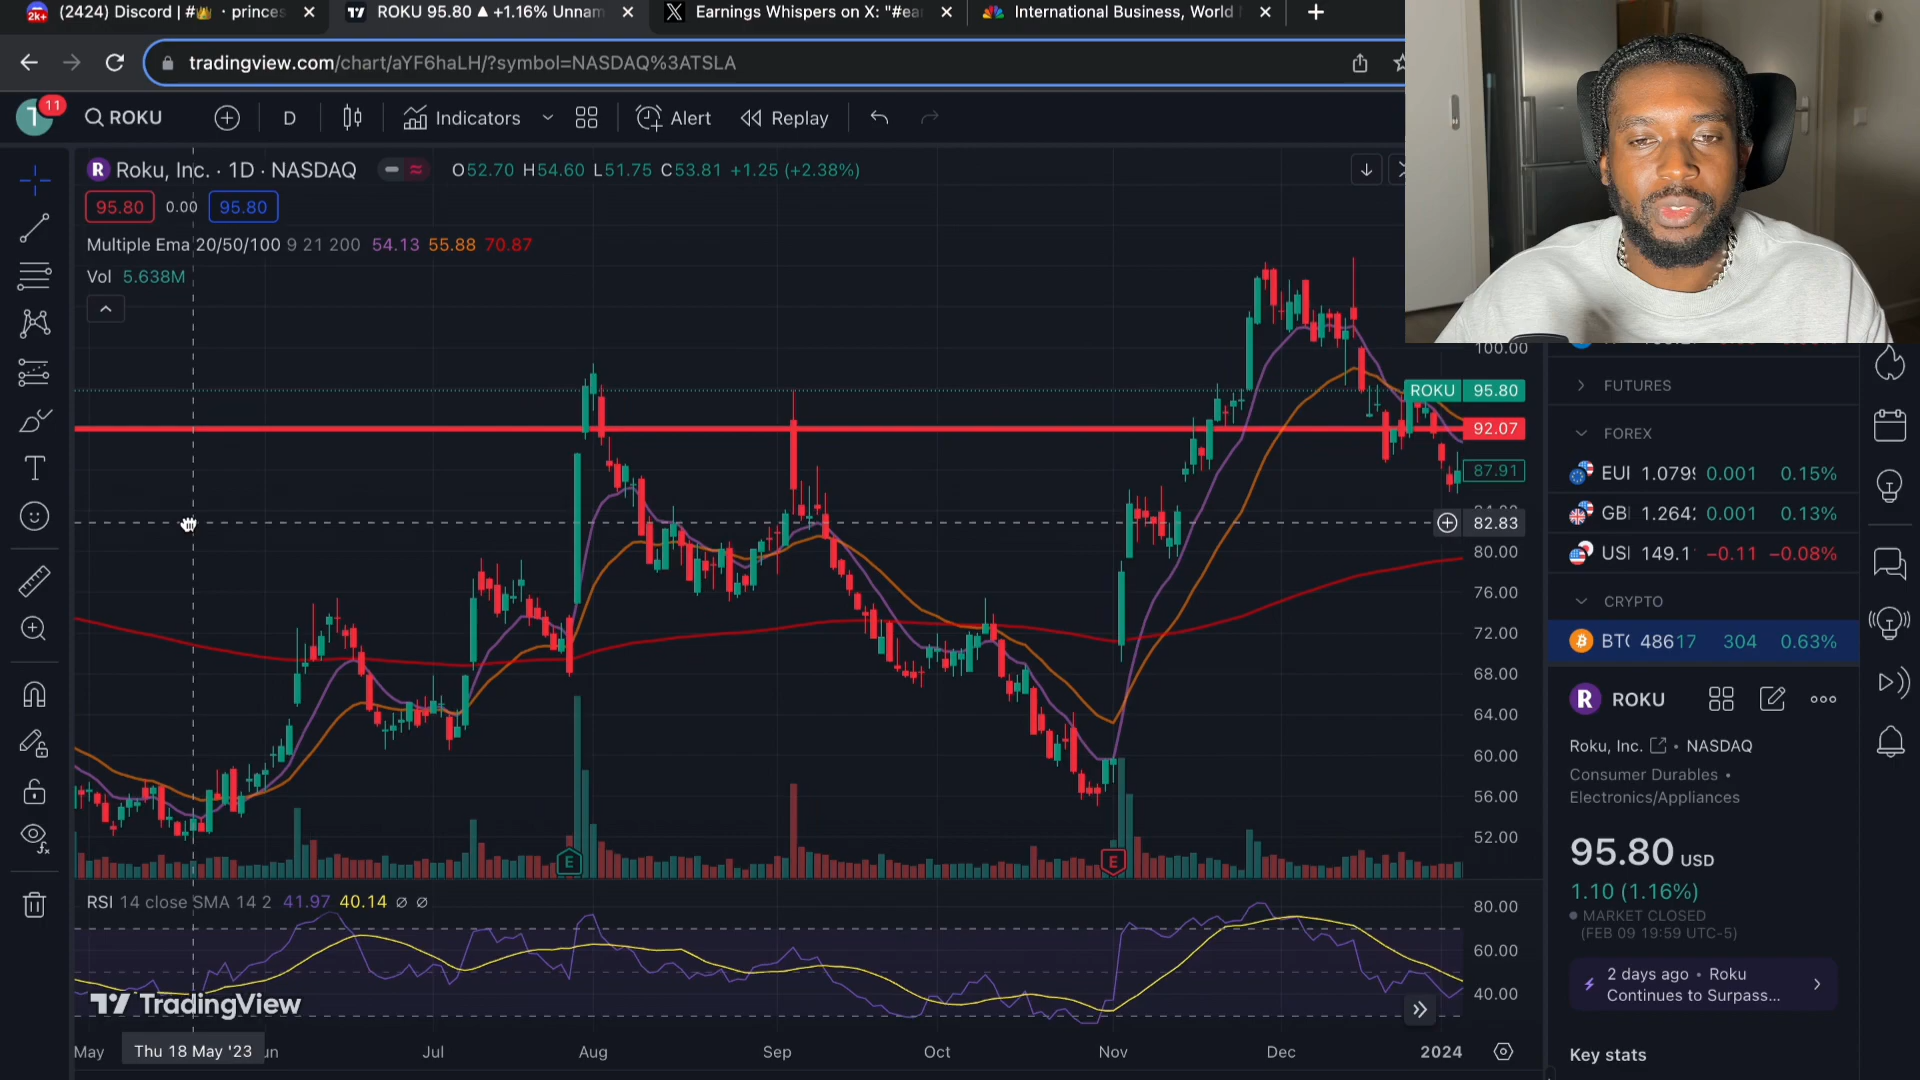 (2424) Discord | #👑 · princes
ROKU 95.80 ▲ +1.16% Unnam
Earnings Whispers on X: "#ea
International Business, World
2k+
tradingview.com/chart/aYF6haLH/?symbol=NASDAQ%3ATSLA
11
ROKU
D
Indicators
Alert
Replay
Roku, Inc. · 1D · NASDAQ
O52.70 H54.60 L51.75 C53.81 +1.25 (+2.38%)
95.80 0.00 95.80
Multiple Ema 20/50/100 9 21 200 54.13 55.88 70.87
Vol 5.638M
100.00
ROKU 95.80
92.07
87.91
82.83
80.00
76.00
72.00
68.00
64.00
60.00
56.00
52.00
E
E
RSI 14 close SMA 14 2 41.97 40.14 ∅ ∅
80.00
60.00
40.00
TradingView
May
Thu 18 May '23
un
Jul
Aug
Sep
Oct
Nov
Dec
2024
FUTURES
FOREX
EUI 1.079 0.001 0.15%
GB 1.264 0.001 0.13%
USI 149.1 −0.11 −0.08%
CRYPTO
BT 48617 304 0.63%
ROKU
Roku, Inc. • NASDAQ
Consumer Durables •
Electronics/Appliances
95.80 USD
1.10 (1.16%)
MARKET CLOSED
(FEB 09 19:59 UTC-5)
2 days ago • Roku
Continues to Surpass...
Key stats